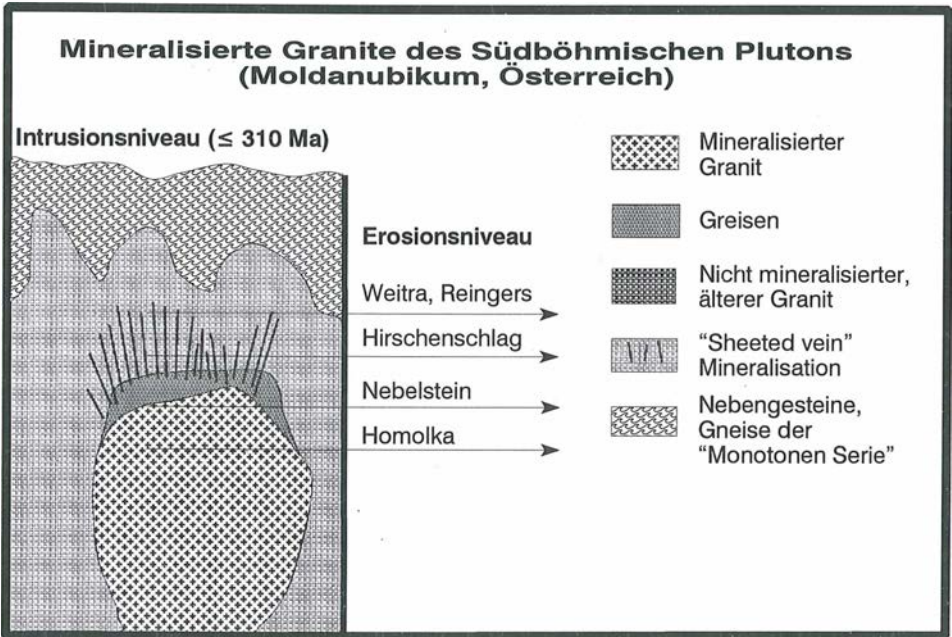 Mineralisierte Granite des Südböhmischen Plutons
(Moldanubikum, Österreich)
Intrusionsniveau (≤ 310 Ma)
Erosionsniveau
Weitra, Reingers
Hirschenschlag
Nebelstein
Homolka
Mineralisierter
Granit
Greisen
Nicht mineralisierter,
älterer Granit
"Sheeted vein"
Mineralisation
Nebengesteine,
Gneise der
"Monotonen Serie"